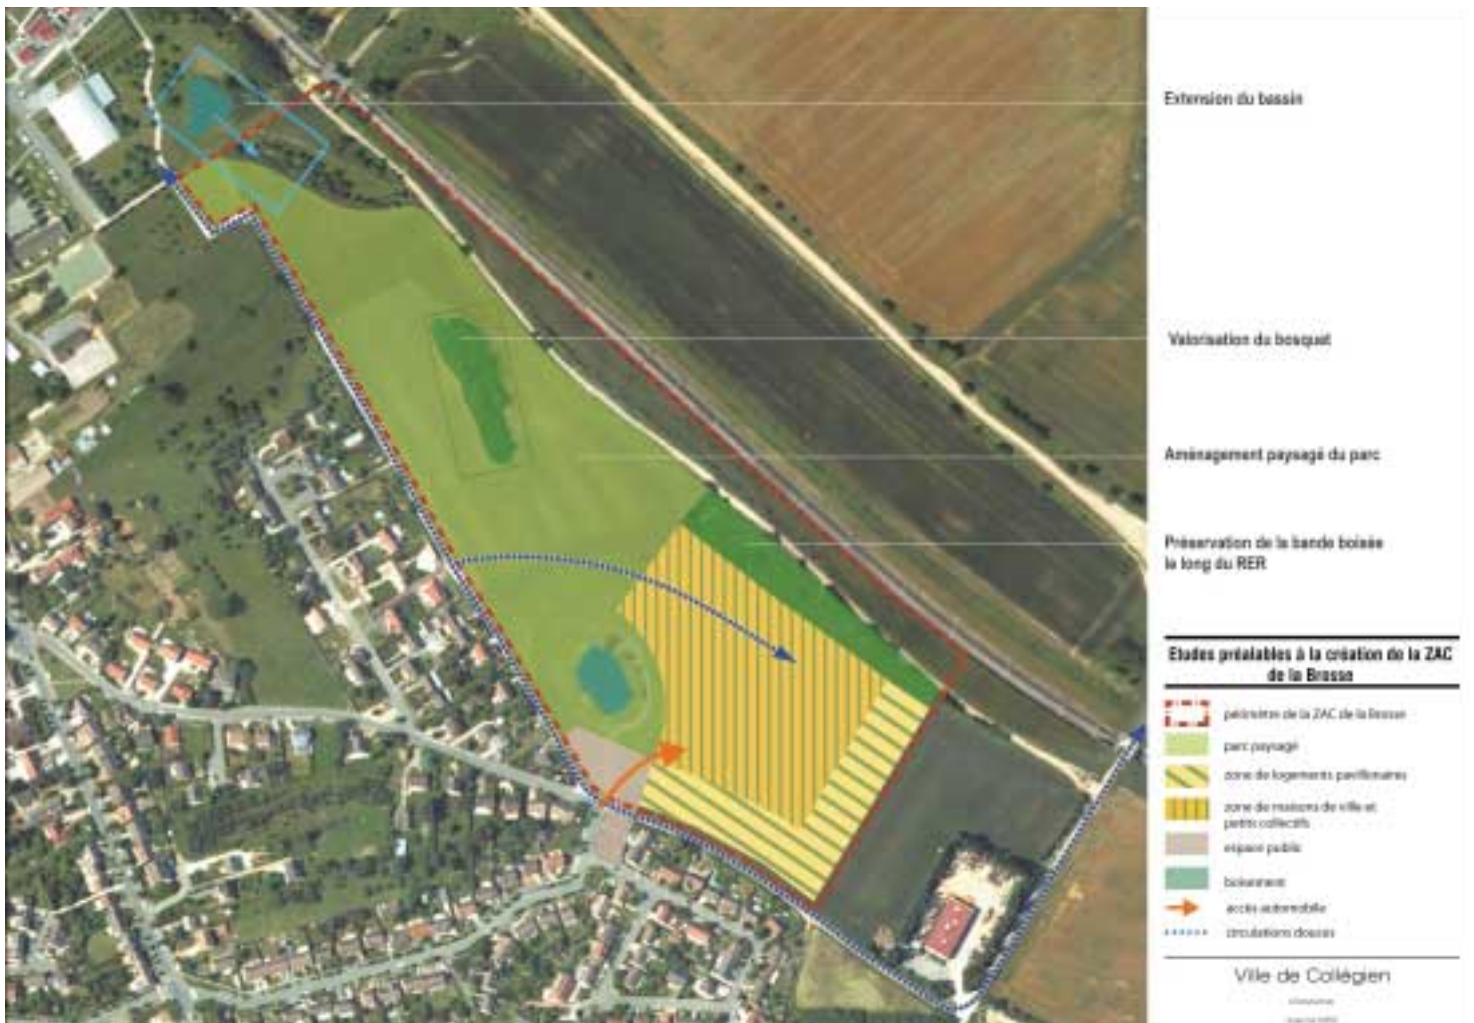 Extension du bassin
Valorisation du bosquet
Aménagement paysagé du parc
Préservation de la bande boisée
le long du RER
Etudes préalables à la création de la ZAC
de la Brosse
périmètre de la ZAC de la Brosse
parc paysagé
zone de logements pavillonaires
zone de maisons de ville et
petits collectifs
espace public
boisement
accès automobile
circulations douces
Ville de Collégien